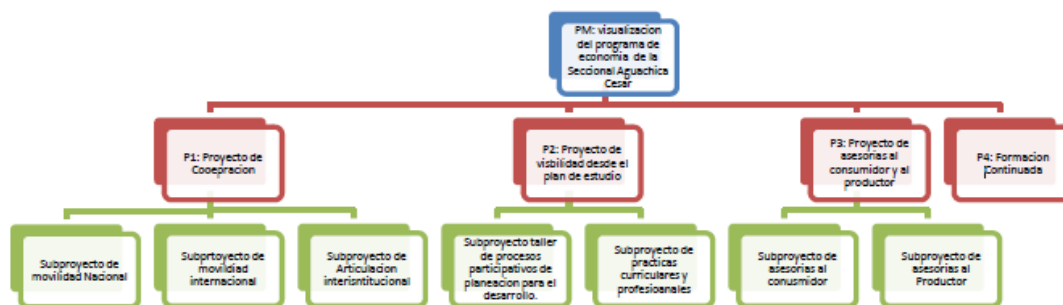 PM: visualizacion
del programa de
economia de la
Seccional Aguachica
Cesar
P1: Proyecto de
Cooepracion
P2: Proyecto de
visbilidad desde el
plan de estudio
P3: Proyecto de
asesorias al
consumidor y al
productor
P4: Formacion
Continuada
Subproyecto de
movilidad Nacional
Subprtoyecto de
movildiad
internacional
Subproyecto de
Articulacion
interisntitucional
Subproyecto taller
de procesos
participativos de
planeacion para el
desarrollo.
Subproyecto de
practicas
curriculares y
profesioanales
Subproyecto de
asesorias al
consumidor
Subproyecto de
asesorias al
Productor